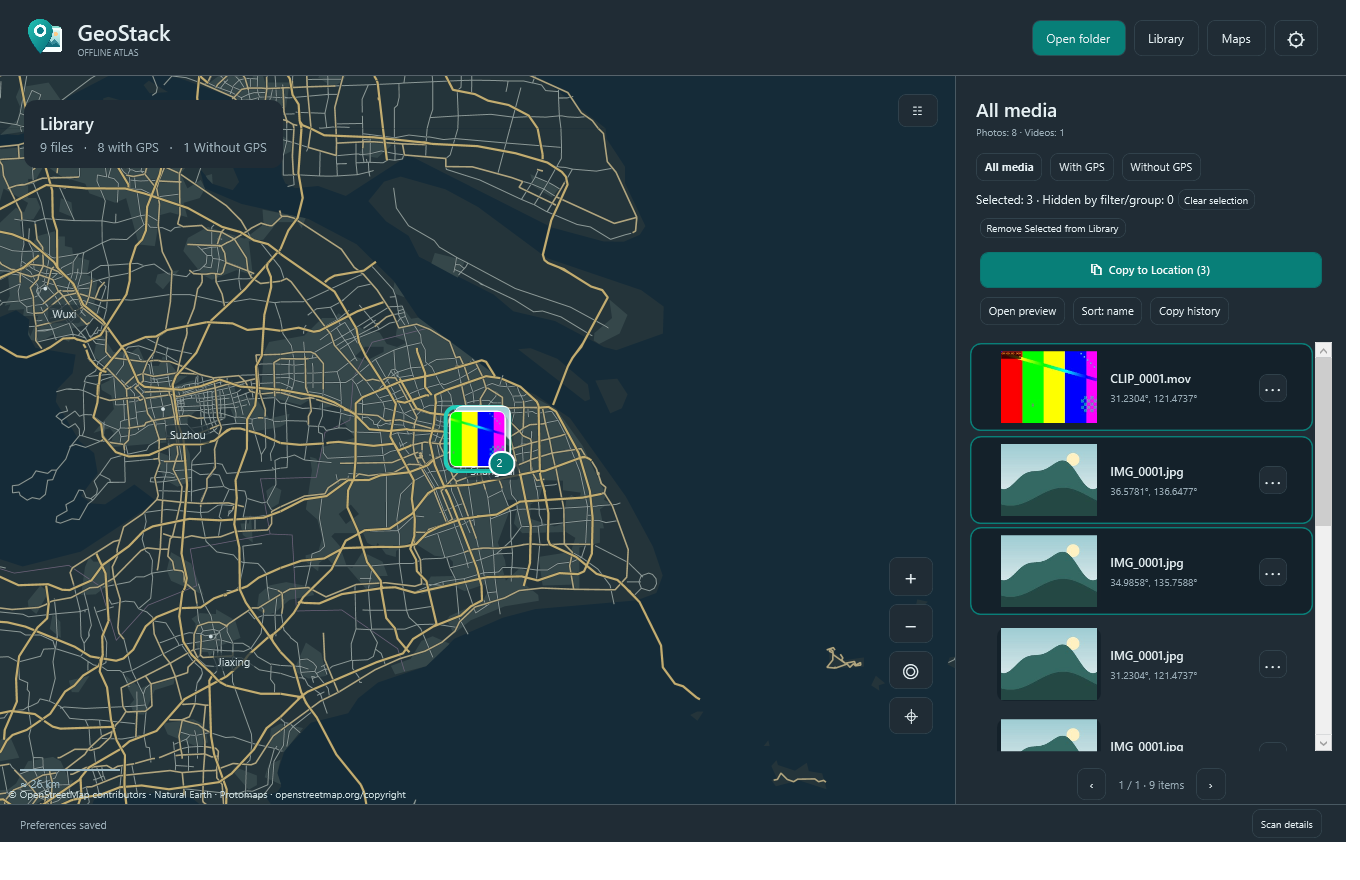 GeoStack
OFFLINE ATLAS
Open folder
Library
Maps
Library
9 files · 8 with GPS · 1 Without GPS
Wuxi
Suzhou
Jiaxing
2
+
−
≈ 26 km
© OpenStreetMap contributors · Natural Earth · Protomaps · openstreetmap.org/copyright
All media
Photos: 8 · Videos: 1
All media
With GPS
Without GPS
Selected: 3 · Hidden by filter/group: 0
Clear selection
Remove Selected from Library
Copy to Location (3)
Open preview
Sort: name
Copy history
CLIP_0001.mov
31.2304°, 121.4737°
...
IMG_0001.jpg
36.5781°, 136.6477°
...
IMG_0001.jpg
34.9858°, 135.7588°
...
IMG_0001.jpg
31.2304°, 121.4737°
...
IMG_0001.jpg
‹
1 / 1 · 9 items
›
Preferences saved
Scan details